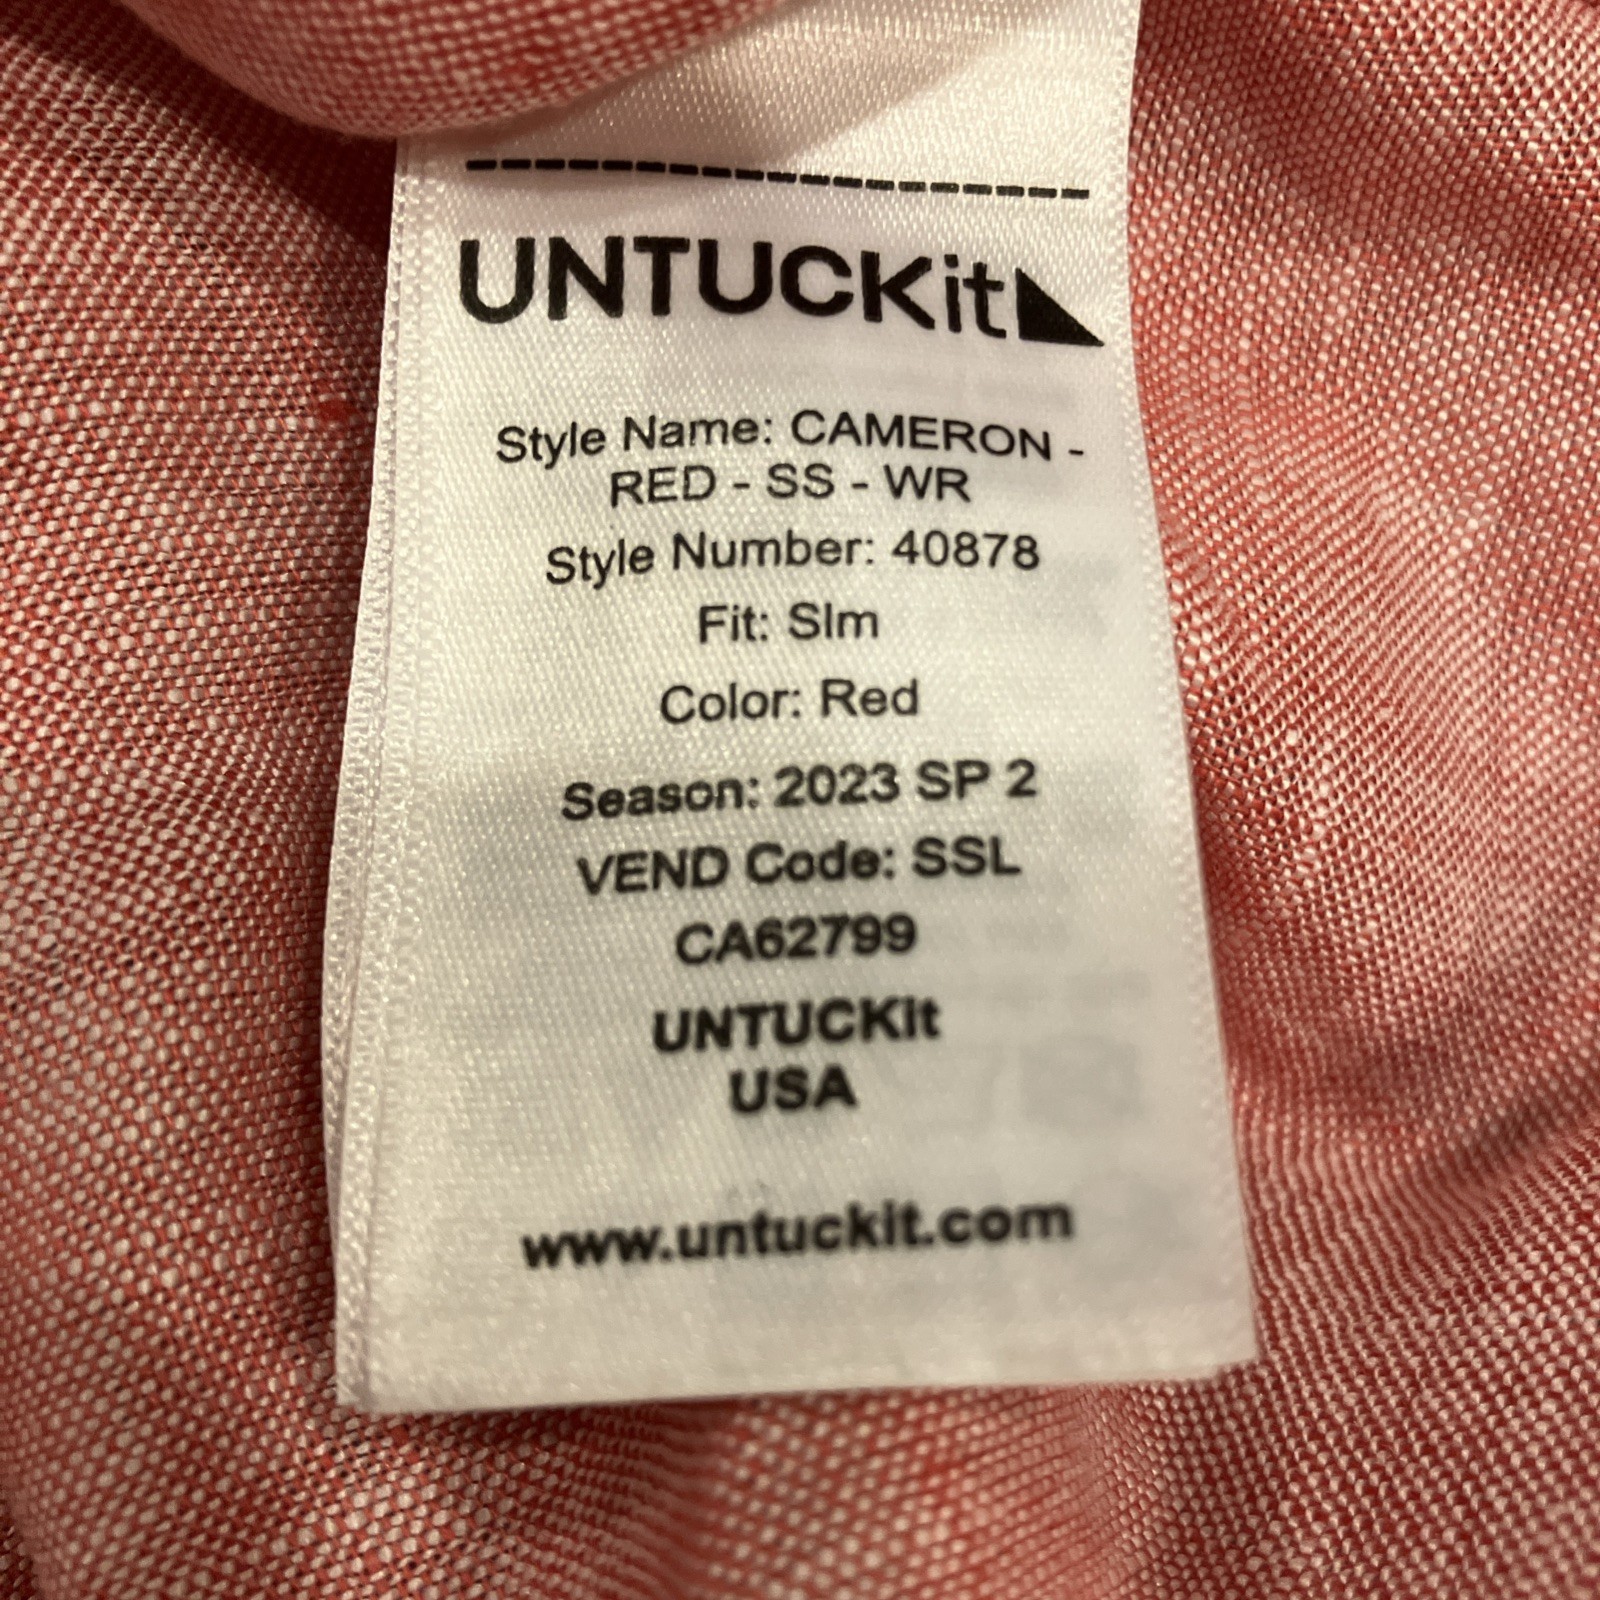 UNTUCKit
Style Name: CAMERON -
RED - SS - WR
Style Number: 40878
Fit: Slm
Color: Red
Season: 2023 SP 2
VEND Code: SSL
CA62799
UNTUCKit
USA
www.untuckit.com